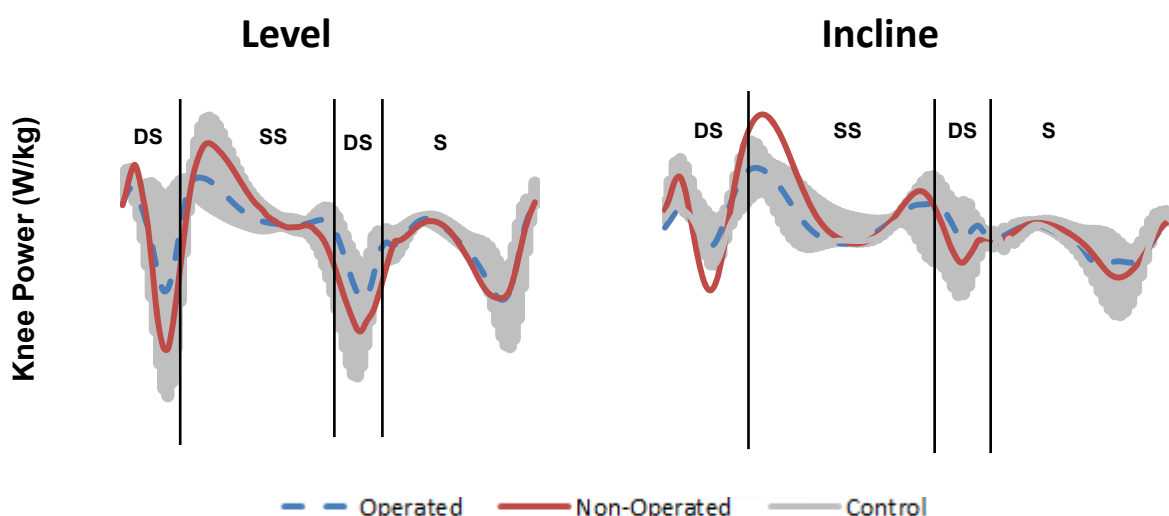 Level
Incline
Knee Power (W/kg)
DS
SS
DS
S
DS
SS
DS
S
Operated
Non-Operated
Control